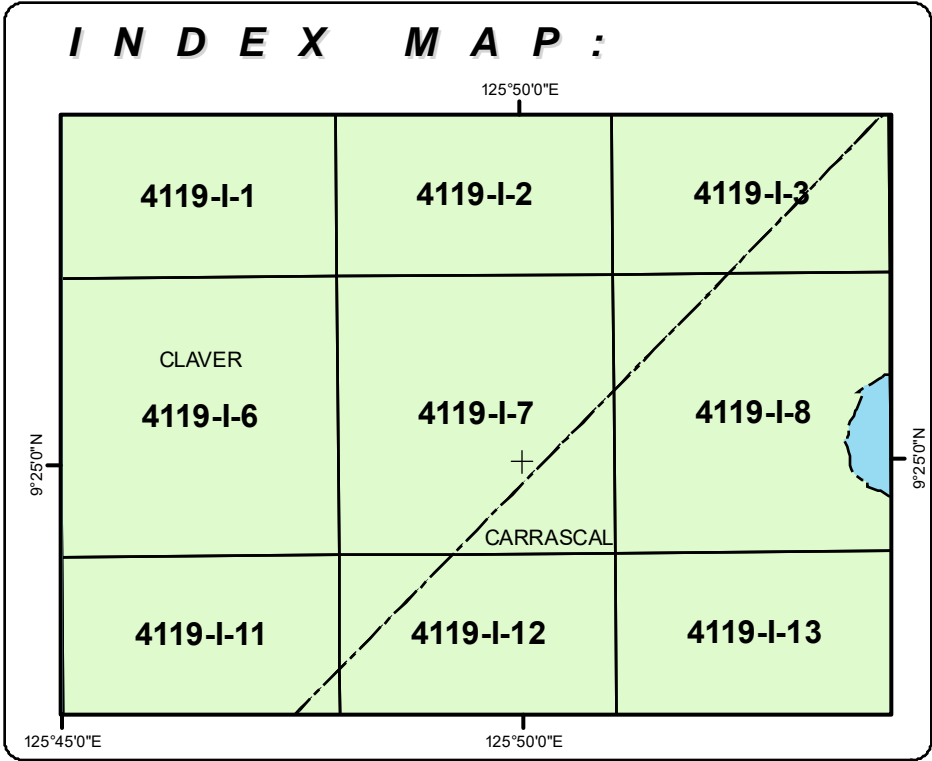 INDEX MAP:
125°50'0"E
4119-I-1
4119-I-2
4119-I-3
CLAVER
4119-I-6
4119-I-7
4119-I-8
9°25'0"N
9°25'0"N
CARRASCAL
4119-I-11
4119-I-12
4119-I-13
125°45'0"E
125°50'0"E